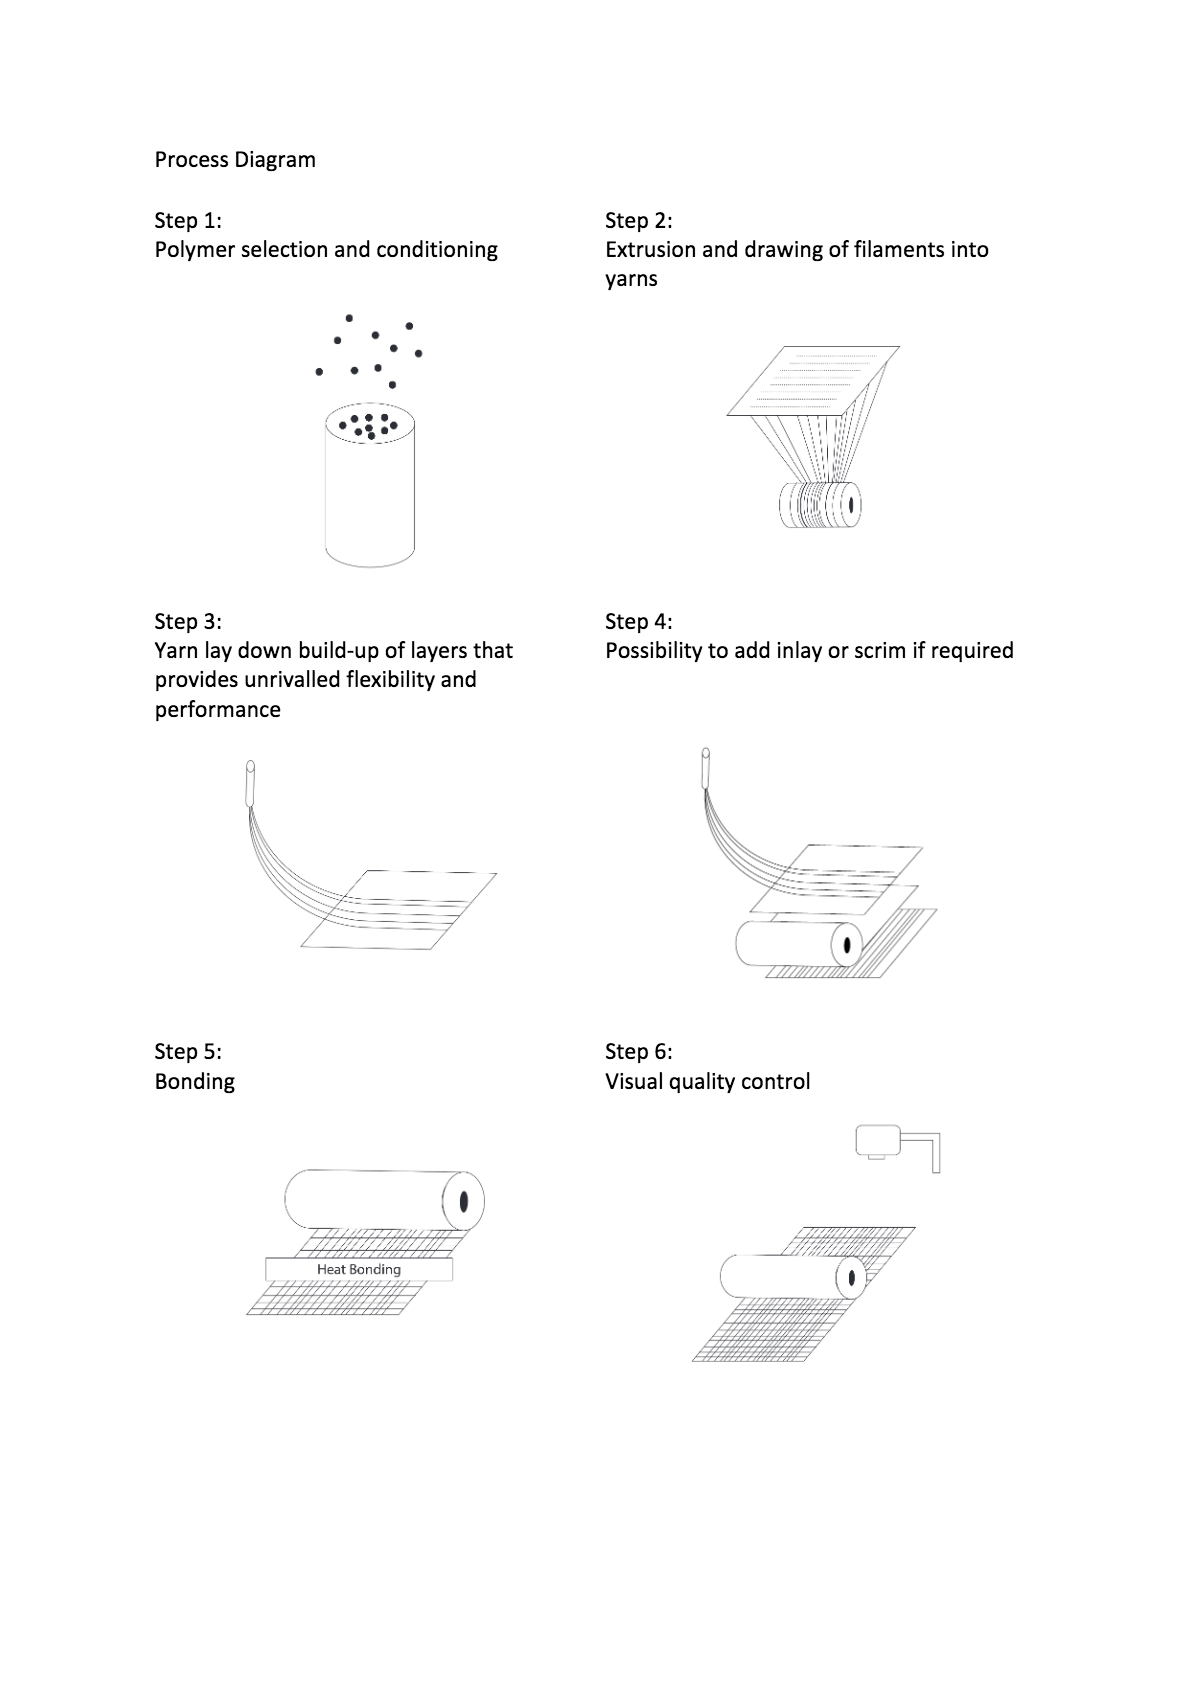 Process Diagram
Step 1:
Polymer selection and conditioning
Step 2:
Extrusion and drawing of filaments into
yarns
Step 3:
Yarn lay down build-up of layers that
provides unrivalled flexibility and
performance
Step 4:
Possibility to add inlay or scrim if required
Step 5:
Bonding
Heat Bonding
Step 6:
Visual quality control